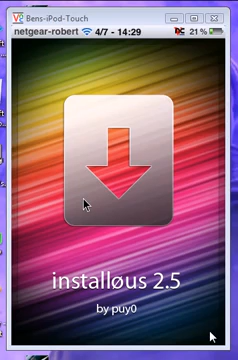 Bens-iPod-Touch
netgear-robert 4/7 - 14:29 21%
installøus 2.5
by puy0